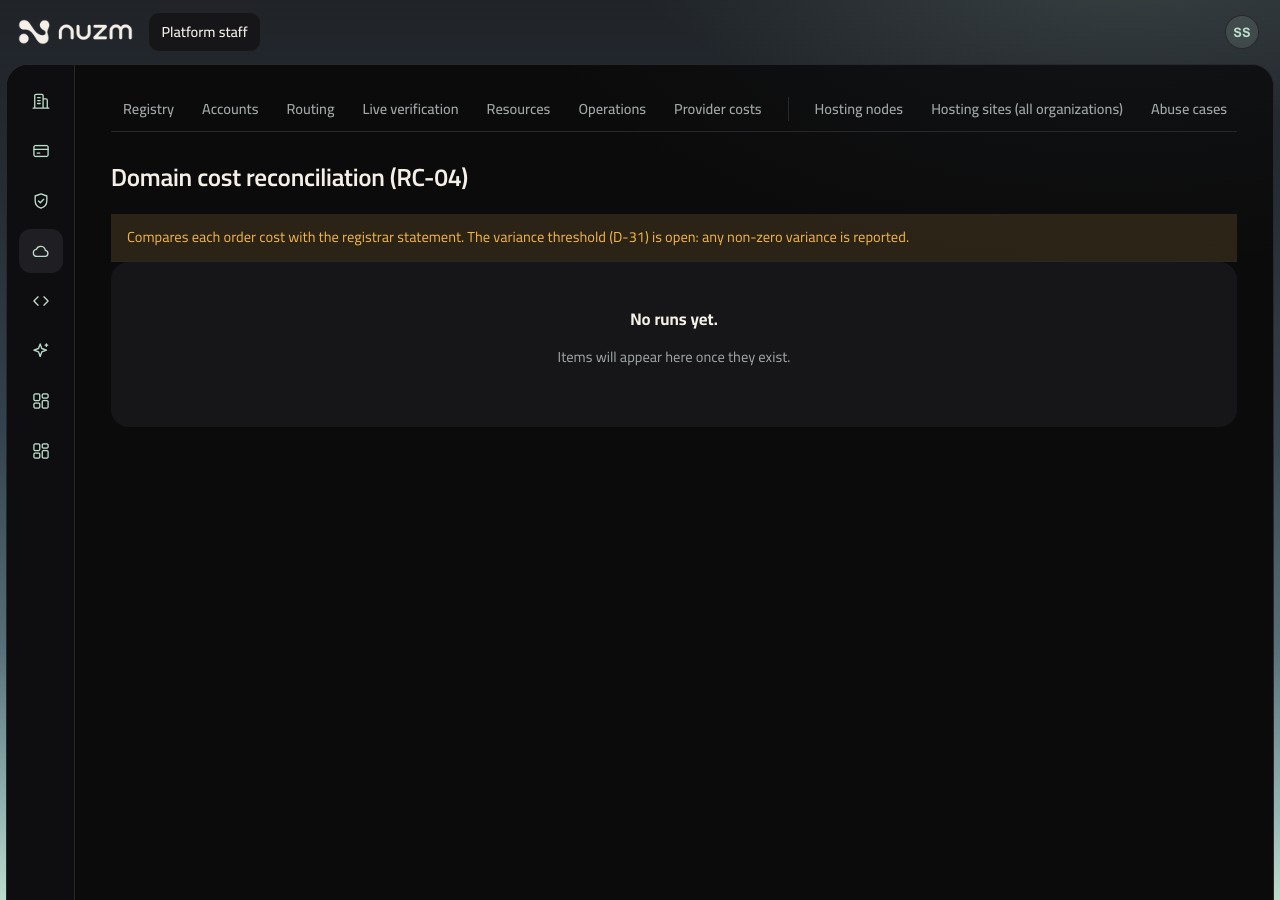 nuzm
Platform staff
SS
Registry
Accounts
Routing
Live verification
Resources
Operations
Provider costs
Hosting nodes
Hosting sites (all organizations)
Abuse cases
Domain cost reconciliation (RC-04)
Compares each order cost with the registrar statement. The variance threshold (D-31) is open: any non-zero variance is reported.
No runs yet.
Items will appear here once they exist.